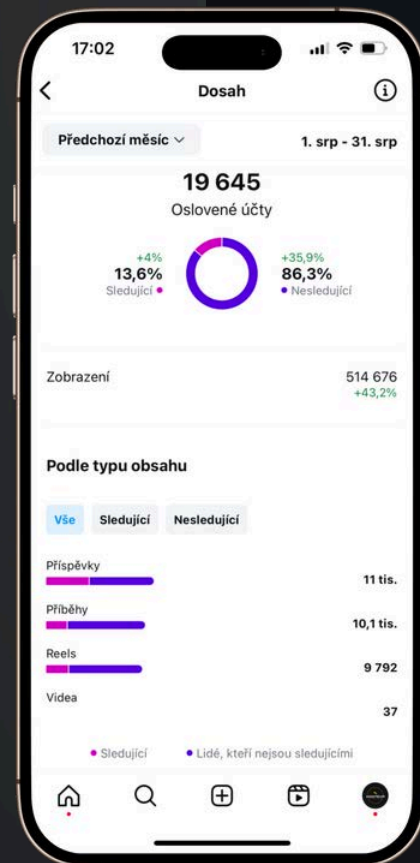 17:02
Dosah
Předchozí měsíc
1. srp - 31. srp
19 645
Oslovené účty
+4%
13,6%
Sledující
+35,9%
86,3%
Nesledující
Zobrazení
514 676
+43,2%
Podle typu obsahu
Vše Sledující Nesledující
Příspěvky
11 tis.
Příběhy
10,1 tis.
Reels
9 792
Videa
37
Sledující Lidé, kteří nejsou sledujícími